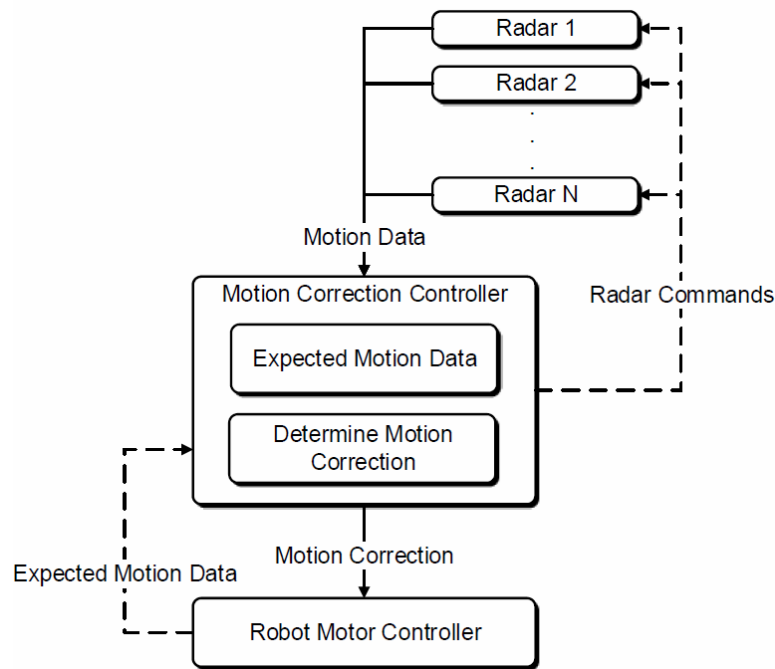 Radar 1
Radar 2
.
.
.
Radar N
Motion Data
Motion Correction Controller
Radar Commands
Expected Motion Data
Determine Motion
Correction
Motion Correction
Expected Motion Data
Robot Motor Controller